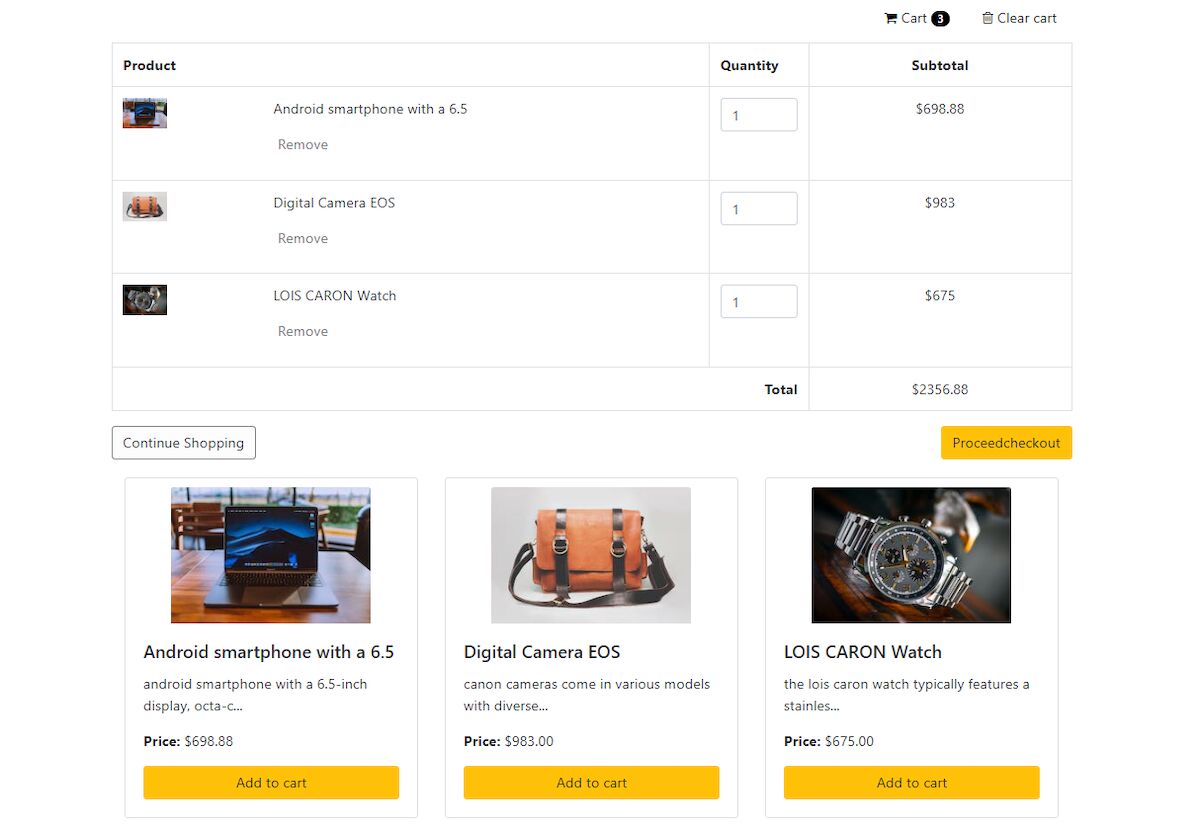 Cart 3 Clear cart
Product Quantity Subtotal
Android smartphone with a 6.5 1 $698.88
Remove
Digital Camera EOS 1 $983
Remove
LOIS CARON Watch 1 $675
Remove
Total $2356.88
Continue Shopping Proceedcheckout
Android smartphone with a 6.5
android smartphone with a 6.5-inch
display, octa-c...
Price: $698.88
Add to cart
Digital Camera EOS
canon cameras come in various models
with diverse...
Price: $983.00
Add to cart
LOIS CARON Watch
the lois caron watch typically features a
stainles...
Price: $675.00
Add to cart